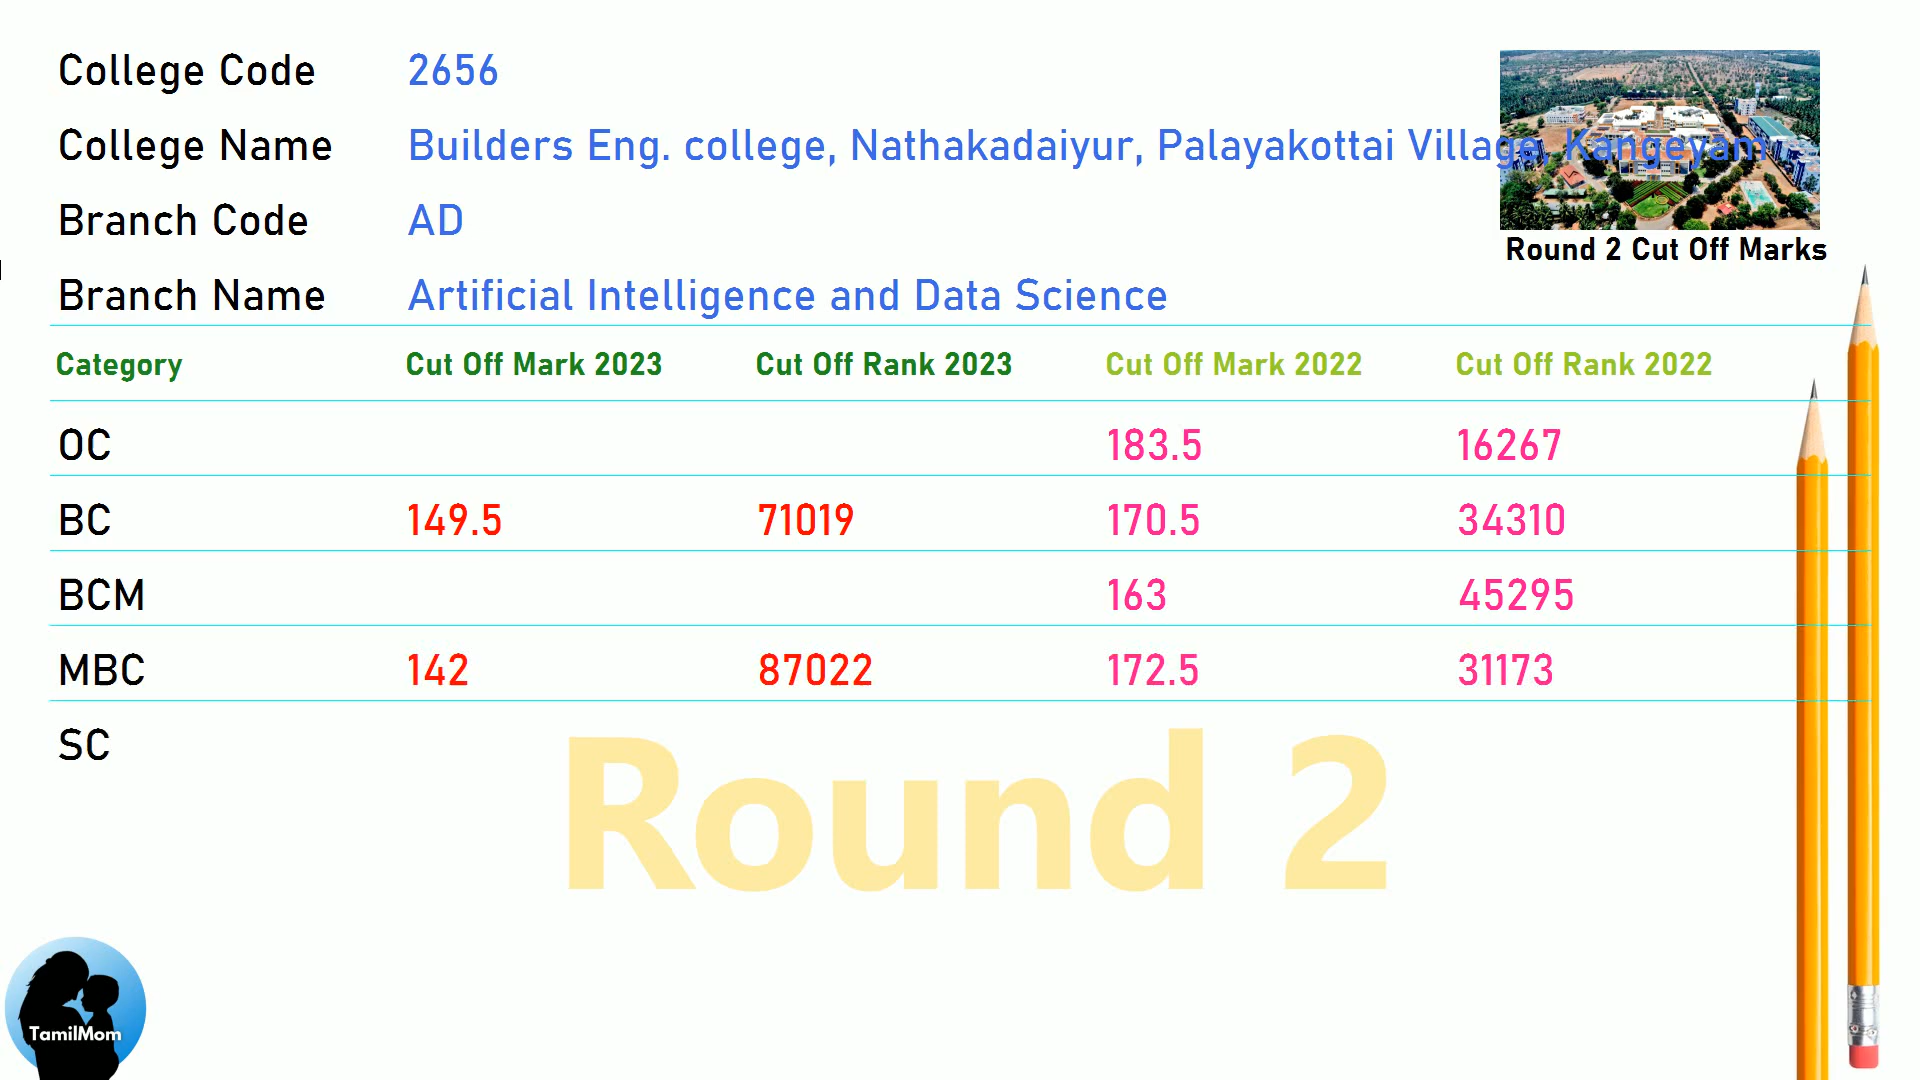 College Code 2656
College Name Builders Eng. college, Nathakadaiyur, Palayakottai Village, Kangeyam
Branch Code AD
Round 2 Cut Off Marks
Branch Name Artificial Intelligence and Data Science
Category Cut Off Mark 2023 Cut Off Rank 2023 Cut Off Mark 2022 Cut Off Rank 2022
OC 183.5 16267
BC 149.5 71019 170.5 34310
BCM 163 45295
MBC 142 87022 172.5 31173
SC
Round 2
TamilMom